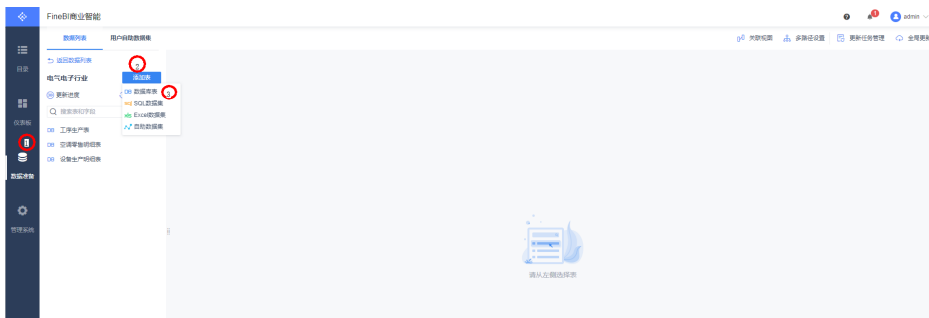 FineBI商业智能
admin
数据列表 用户自助数据集
关联视图 多路径设置 更新任务管理 全局更新
目录
返回数据列表
2
电气电子行业
添加表
更新进度
数据库表
3
SQL数据集
搜索表和字段
Excel数据集
仪表板
自助数据集
工序生产表
1
空调零售明细表
设备生产明细表
数据准备
管理系统
请从左侧选择表